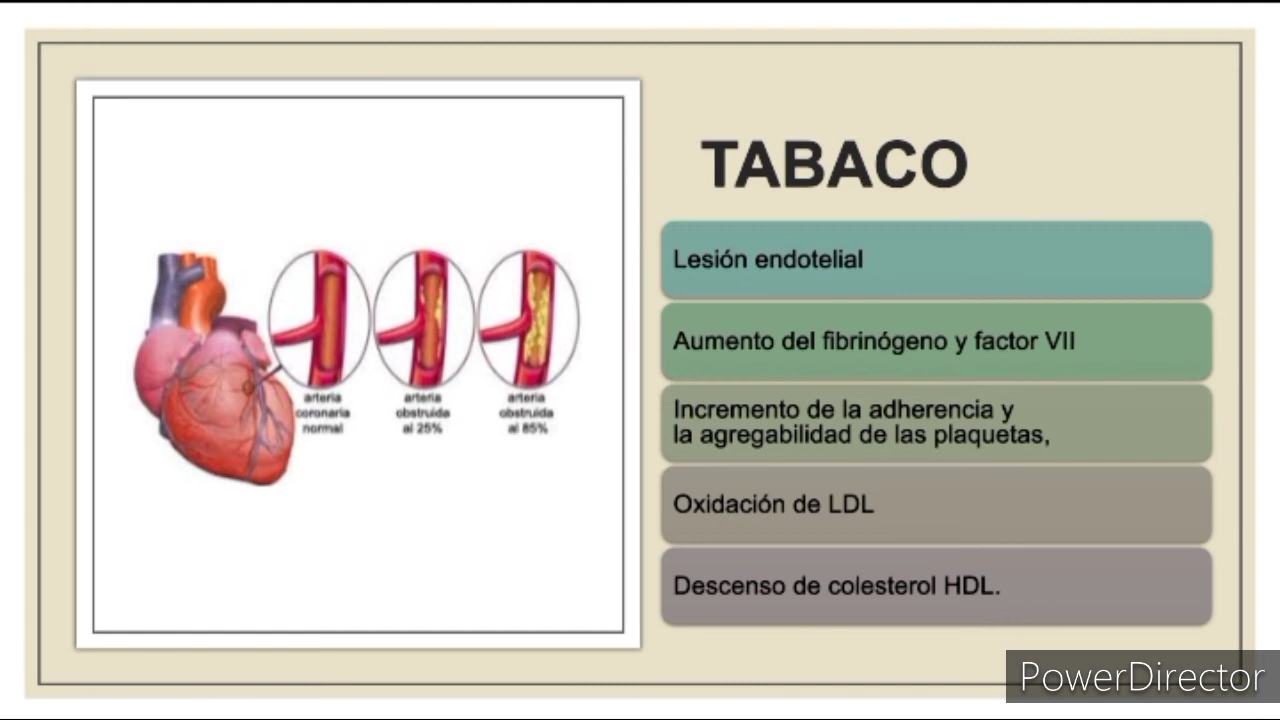 TABACO
Lesión endotelial
Aumento del fibrinógeno y factor VII
Incremento de la adherencia y
la agregabilidad de las plaquetas,
Oxidación de LDL
Descenso de colesterol HDL.
arteria
coronaria
normal
arteria
obstruida
al 25%
arteria
obstruida
al 85%
PowerDirector